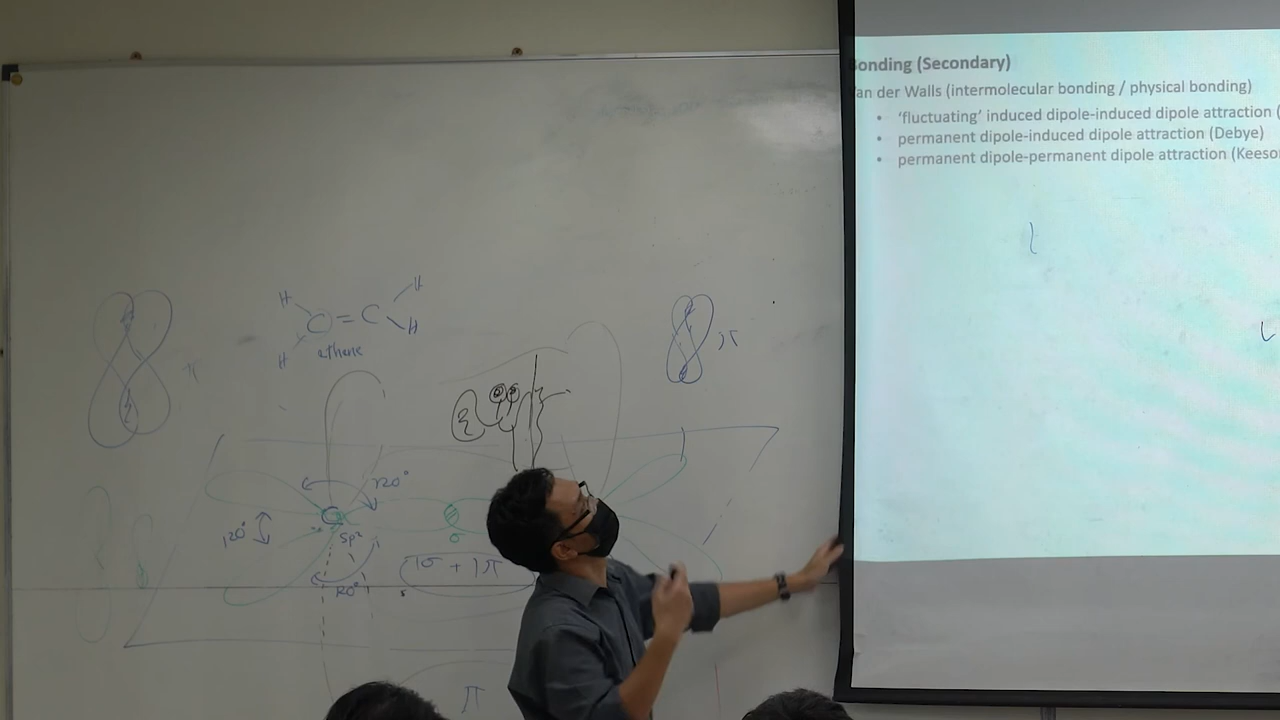 onding (Secondary)
an der Walls (intermolecular bonding / physical bonding)
• 'fluctuating' induced dipole-induced dipole attraction (
• permanent dipole-induced dipole attraction (Debye)
• permanent dipole-permanent dipole attraction (Keeso
H H
C = C
H H
ethene
π π
120°
C
120°
sp²
σ
1σ + 1π
120°
π